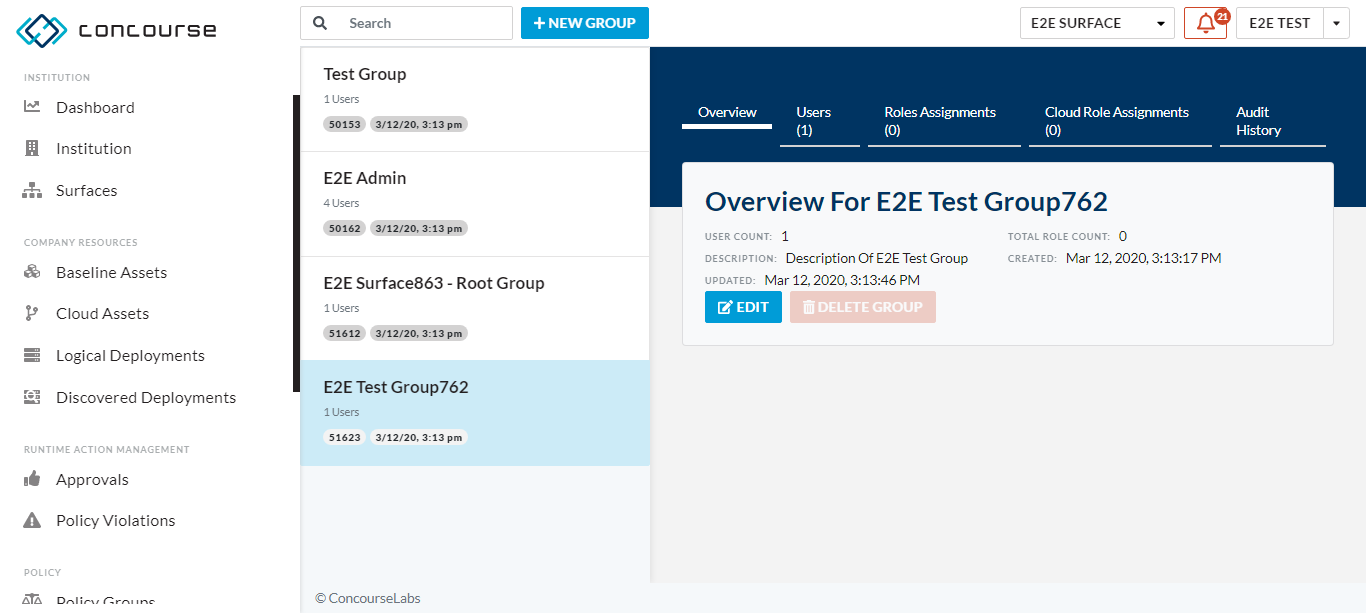 concourse
Search
NEW GROUP
E2E SURFACE
21
E2E TEST
INSTITUTION
Dashboard
Institution
Surfaces
COMPANY RESOURCES
Baseline Assets
Cloud Assets
Logical Deployments
Discovered Deployments
RUNTIME ACTION MANAGEMENT
Approvals
Policy Violations
POLICY
Policy Groups
Test Group
1 Users
50153 3/12/20, 3:13 pm
E2E Admin
4 Users
50162 3/12/20, 3:13 pm
E2E Surface863 - Root Group
1 Users
51612 3/12/20, 3:13 pm
E2E Test Group762
1 Users
51623 3/12/20, 3:13 pm
Overview
Users
(1)
Roles Assignments
(0)
Cloud Role Assignments
(0)
Audit
History
Overview For E2E Test Group762
USER COUNT: 1
TOTAL ROLE COUNT: 0
DESCRIPTION: Description Of E2E Test Group
CREATED: Mar 12, 2020, 3:13:17 PM
UPDATED: Mar 12, 2020, 3:13:46 PM
EDIT
DELETE GROUP
© ConcourseLabs